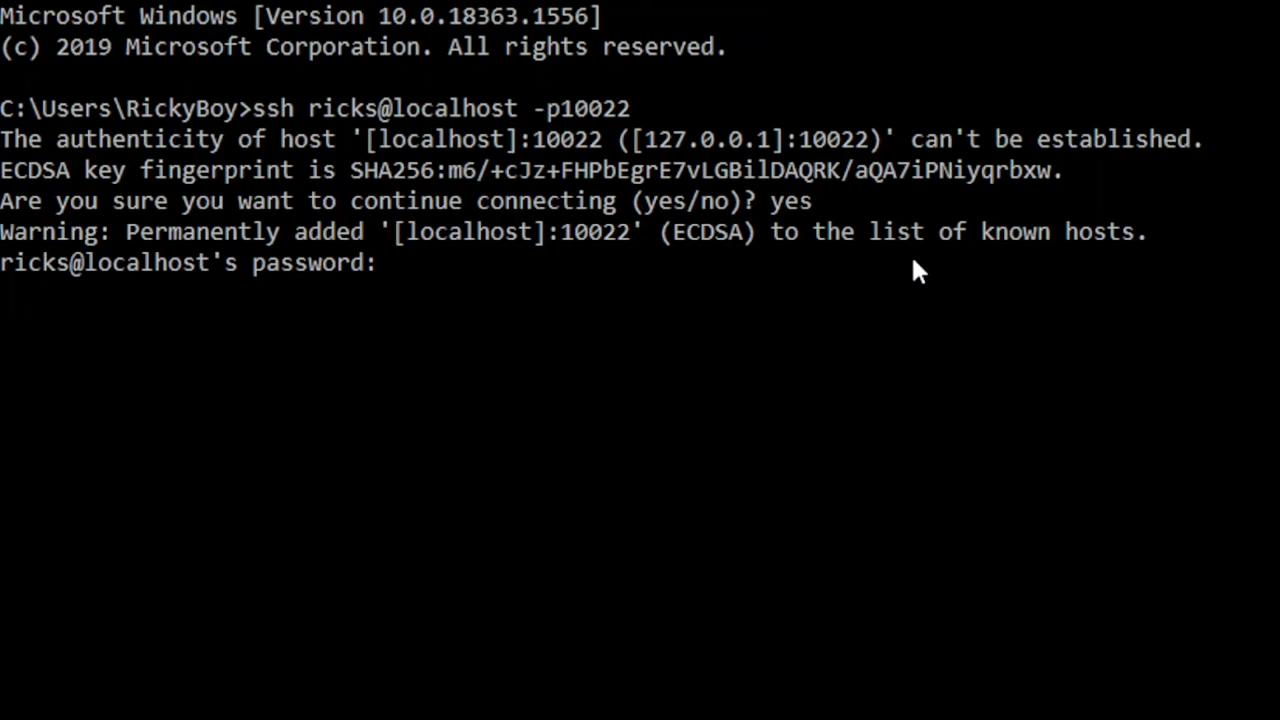 Microsoft Windows [Version 10.0.18363.1556]
(c) 2019 Microsoft Corporation. All rights reserved.
C:\Users\RickyBoy>ssh ricks@localhost -p10022
The authenticity of host '[localhost]:10022 ([127.0.0.1]:10022)' can't be established.
ECDSA key fingerprint is SHA256:m6/+cJz+FHPbEgrE7vLGBilDAQRK/aQA7iPNiyqrbxw.
Are you sure you want to continue connecting (yes/no)? yes
Warning: Permanently added '[localhost]:10022' (ECDSA) to the list of known hosts.
ricks@localhost's password: